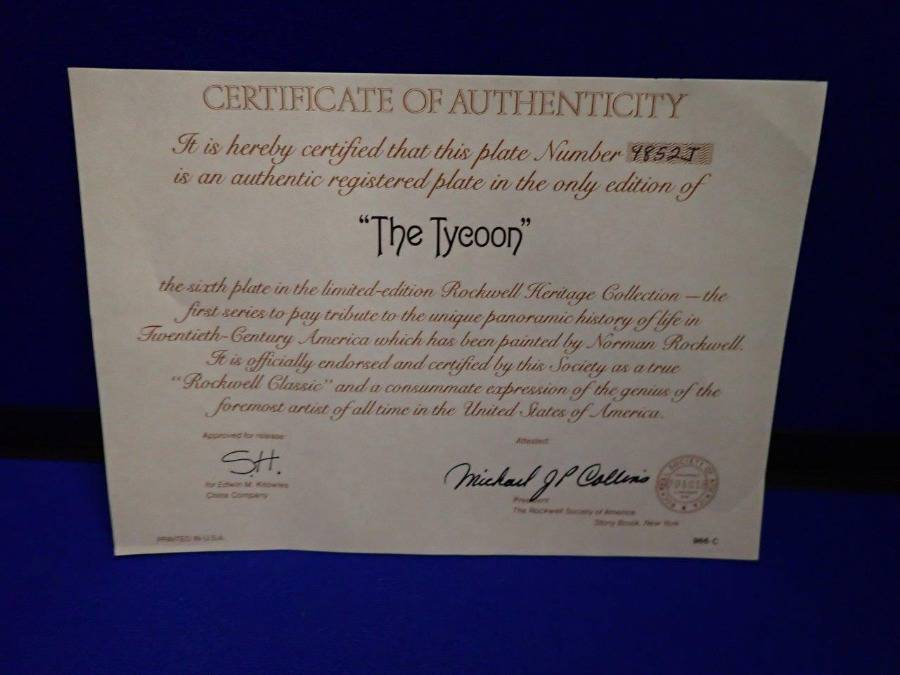 CERTIFICATE OF AUTHENTICITY
It is hereby certified that this plate Number 9852J
is an authentic registered plate in the only edition of
“The Tycoon”
the sixth plate in the limited-edition Rockwell Heritage Collection — the
first series to pay tribute to the unique panoramic history of life in
Twentieth-Century America which has been painted by Norman Rockwell.
It is officially endorsed and certified by this Society as a true
“Rockwell Classic” and a consummate expression of the genius of the
foremost artist of all time in the United States of America.
Approved for release:
Attested:
S.H.
Michael J P Collins
for Edwin M. Knowles
China Company
President
The Rockwell Society of America
Stony Brook, New York
SOCIETY OF
PRINTED IN U.S.A.
966-C